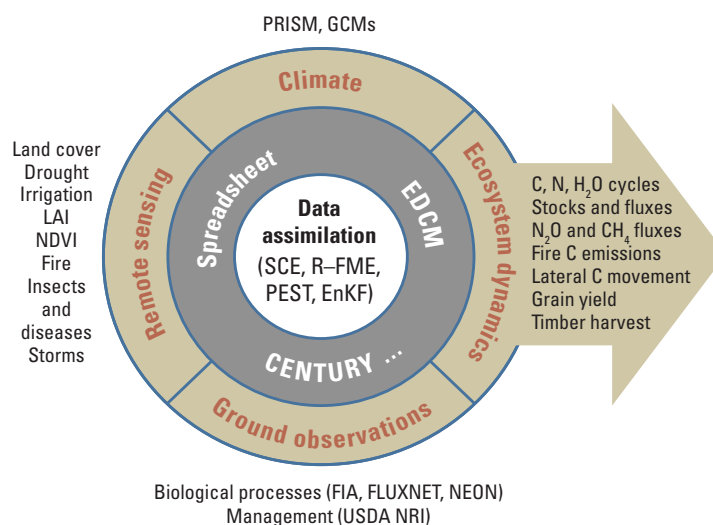 PRISM, GCMs
Climate
Land cover
Drought
Irrigation
LAI
NDVI
Fire
Insects
and
diseases
Storms
Remote sensing
Spreadsheet
EDCM
CENTURY ...
Data
assimilation
(SCE, R–FME,
PEST, EnKF)
Ecosystem dynamics
C, N, H₂O cycles
Stocks and fluxes
N₂O and CH₄ fluxes
Fire C emissions
Lateral C movement
Grain yield
Timber harvest
Ground observations
Biological processes (FIA, FLUXNET, NEON)
Management (USDA NRI)